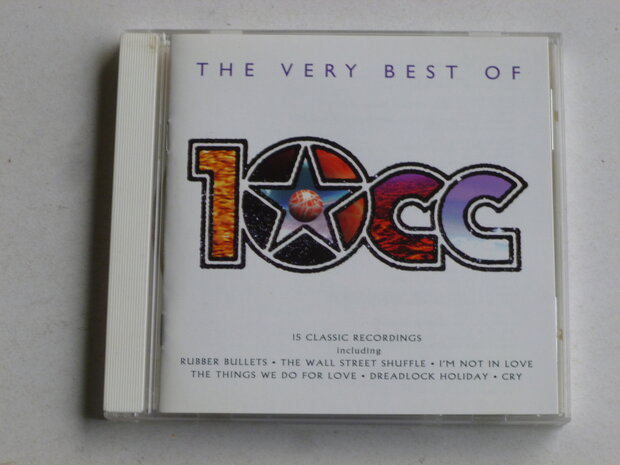 THE VERY BEST OF
10CC
15 CLASSIC RECORDINGS
including
RUBBER BULLETS • THE WALL STREET SHUFFLE • I'M NOT IN LOVE
THE THINGS WE DO FOR LOVE • DREADLOCK HOLIDAY • CRY